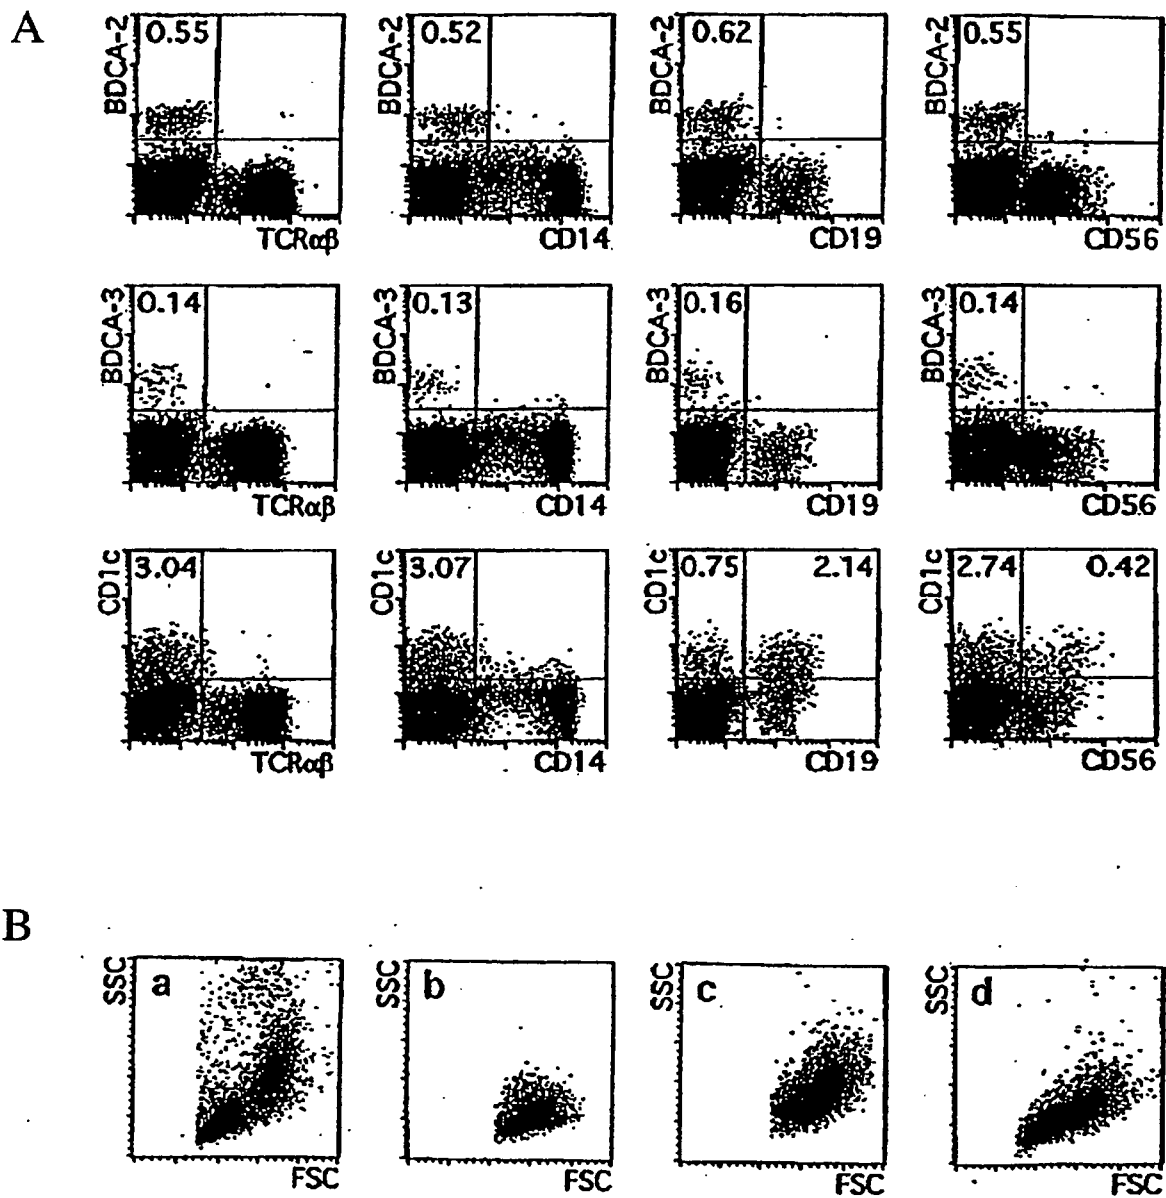 A
BDCA-2 0.55 TCRαβ
BDCA-2 0.52 CD14
BDCA-2 0.62 CD19
BDCA-2 0.55 CD56
BDCA-3 0.14 TCRαβ
BDCA-3 0.13 CD14
BDCA-3 0.16 CD19
BDCA-3 0.14 CD56
CD1c 3.04 TCRαβ
CD1c 3.07 CD14
CD1c 0.75 2.14 CD19
CD1c 2.74 0.42 CD56
B
SSC a FSC
SSC b FSC
SSC c FSC
SSC d FSC